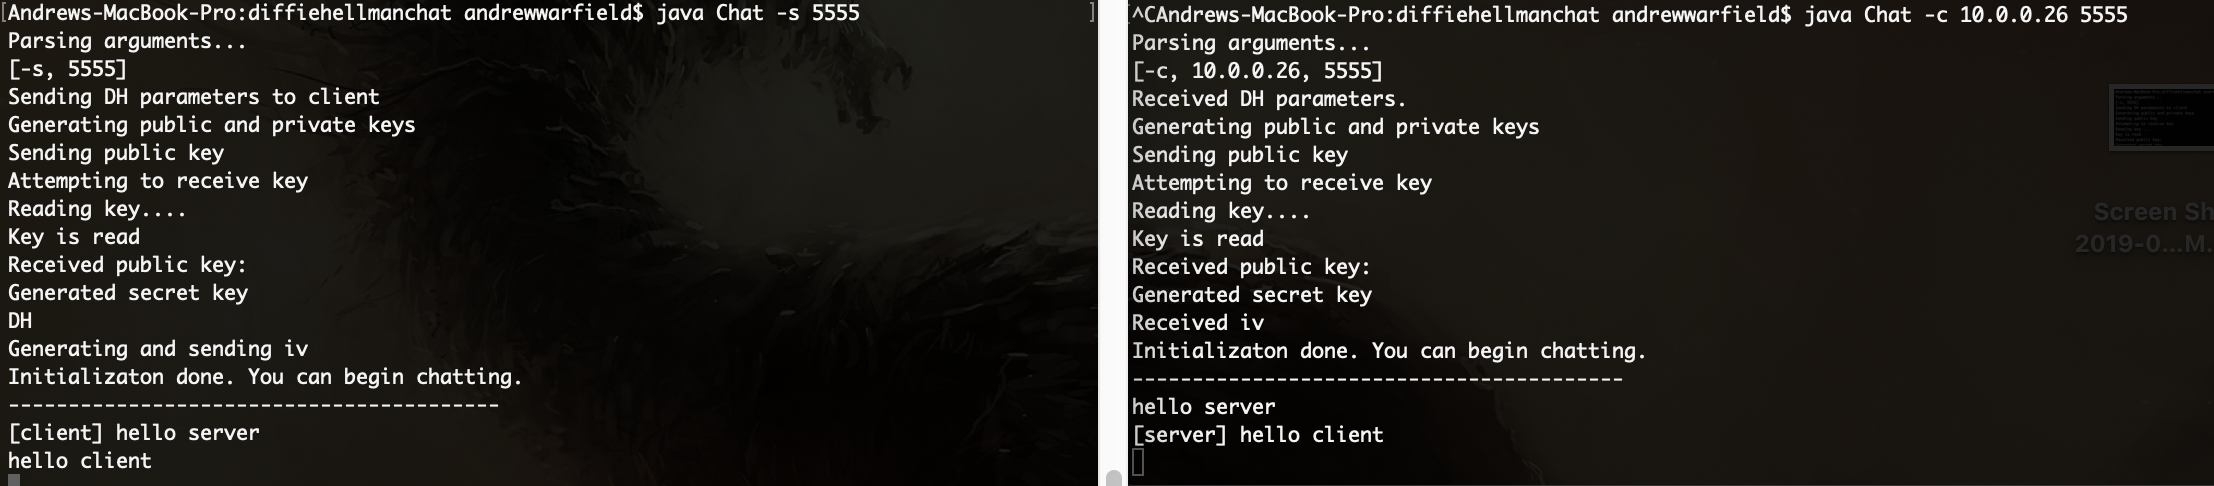 [Andrews-MacBook-Pro:diffiehellmanchat andrewwarfield$ java Chat -s 5555 ]
Parsing arguments...
[-s, 5555]
Sending DH parameters to client
Generating public and private keys
Sending public key
Attempting to receive key
Reading key....
Key is read
Received public key:
Generated secret key
DH
Generating and sending iv
Initializaton done. You can begin chatting.
-----------------------------------------
[client] hello server
hello client
^CAndrews-MacBook-Pro:diffiehellmanchat andrewwarfield$ java Chat -c 10.0.0.26 5555
Parsing arguments...
[-c, 10.0.0.26, 5555]
Received DH parameters.
Generating public and private keys
Sending public key
Attempting to receive key
Reading key....
Key is read
Received public key:
Generated secret key
Received iv
Initializaton done. You can begin chatting.
-----------------------------------------
hello server
[server] hello client
Screen Sh
2019-0...M.